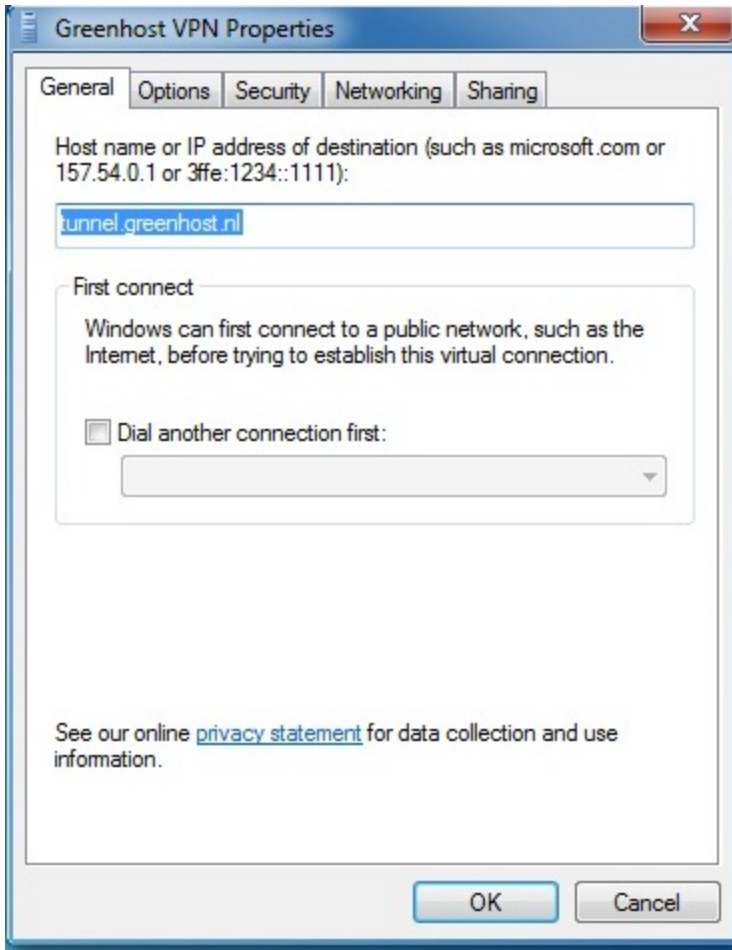 Greenhost VPN Properties
General Options Security Networking Sharing
Host name or IP address of destination (such as microsoft.com or
157.54.0.1 or 3ffe:1234::1111):
tunnel.greenhost.nl
First connect
Windows can first connect to a public network, such as the
Internet, before trying to establish this virtual connection.
Dial another connection first:
See our online privacy statement for data collection and use
information.
OK Cancel